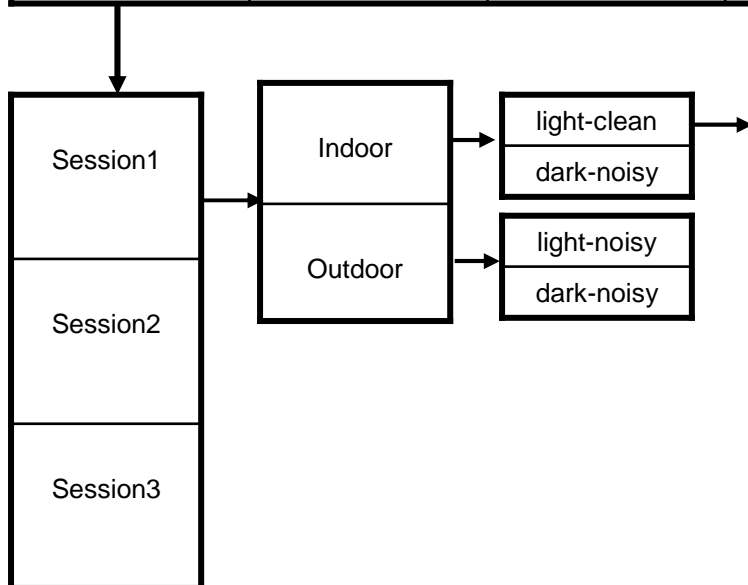 Session1
Session2
Session3
Indoor
Outdoor
light-clean
dark-noisy
light-noisy
dark-noisy